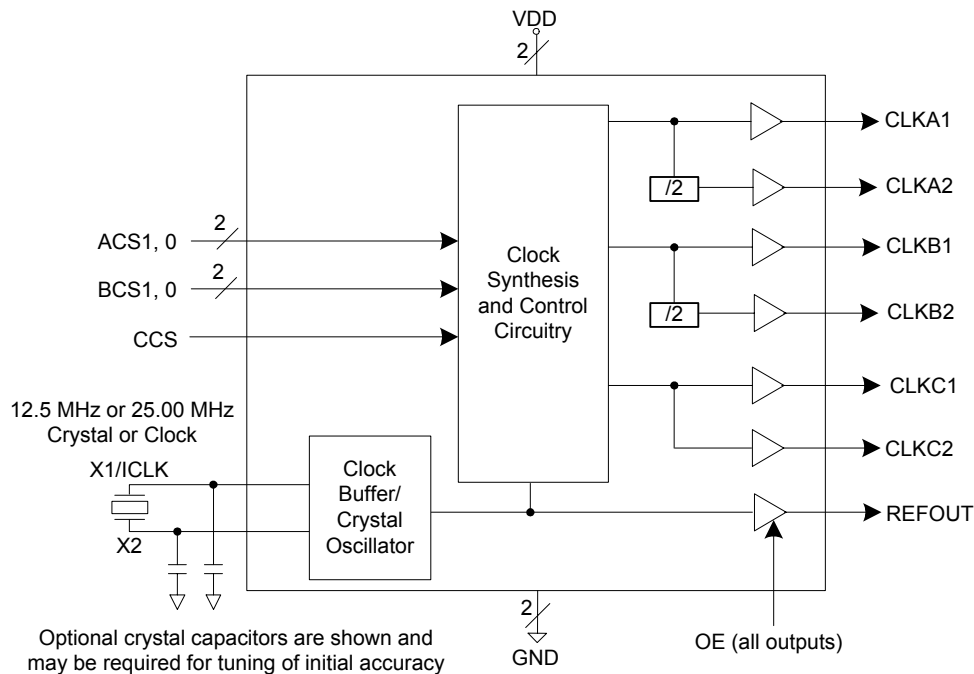 VDD
2
CLKA1
/2
CLKA2
ACS1, 0
2
CLKB1
BCS1, 0
2
Clock
Synthesis
and Control
Circuitry
/2
CLKB2
CCS
CLKC1
12.5 MHz or 25.00 MHz
Crystal or Clock
X1/ICLK
X2
Clock
Buffer/
Crystal
Oscillator
CLKC2
REFOUT
2
GND
OE (all outputs)
Optional crystal capacitors are shown and
may be required for tuning of initial accuracy